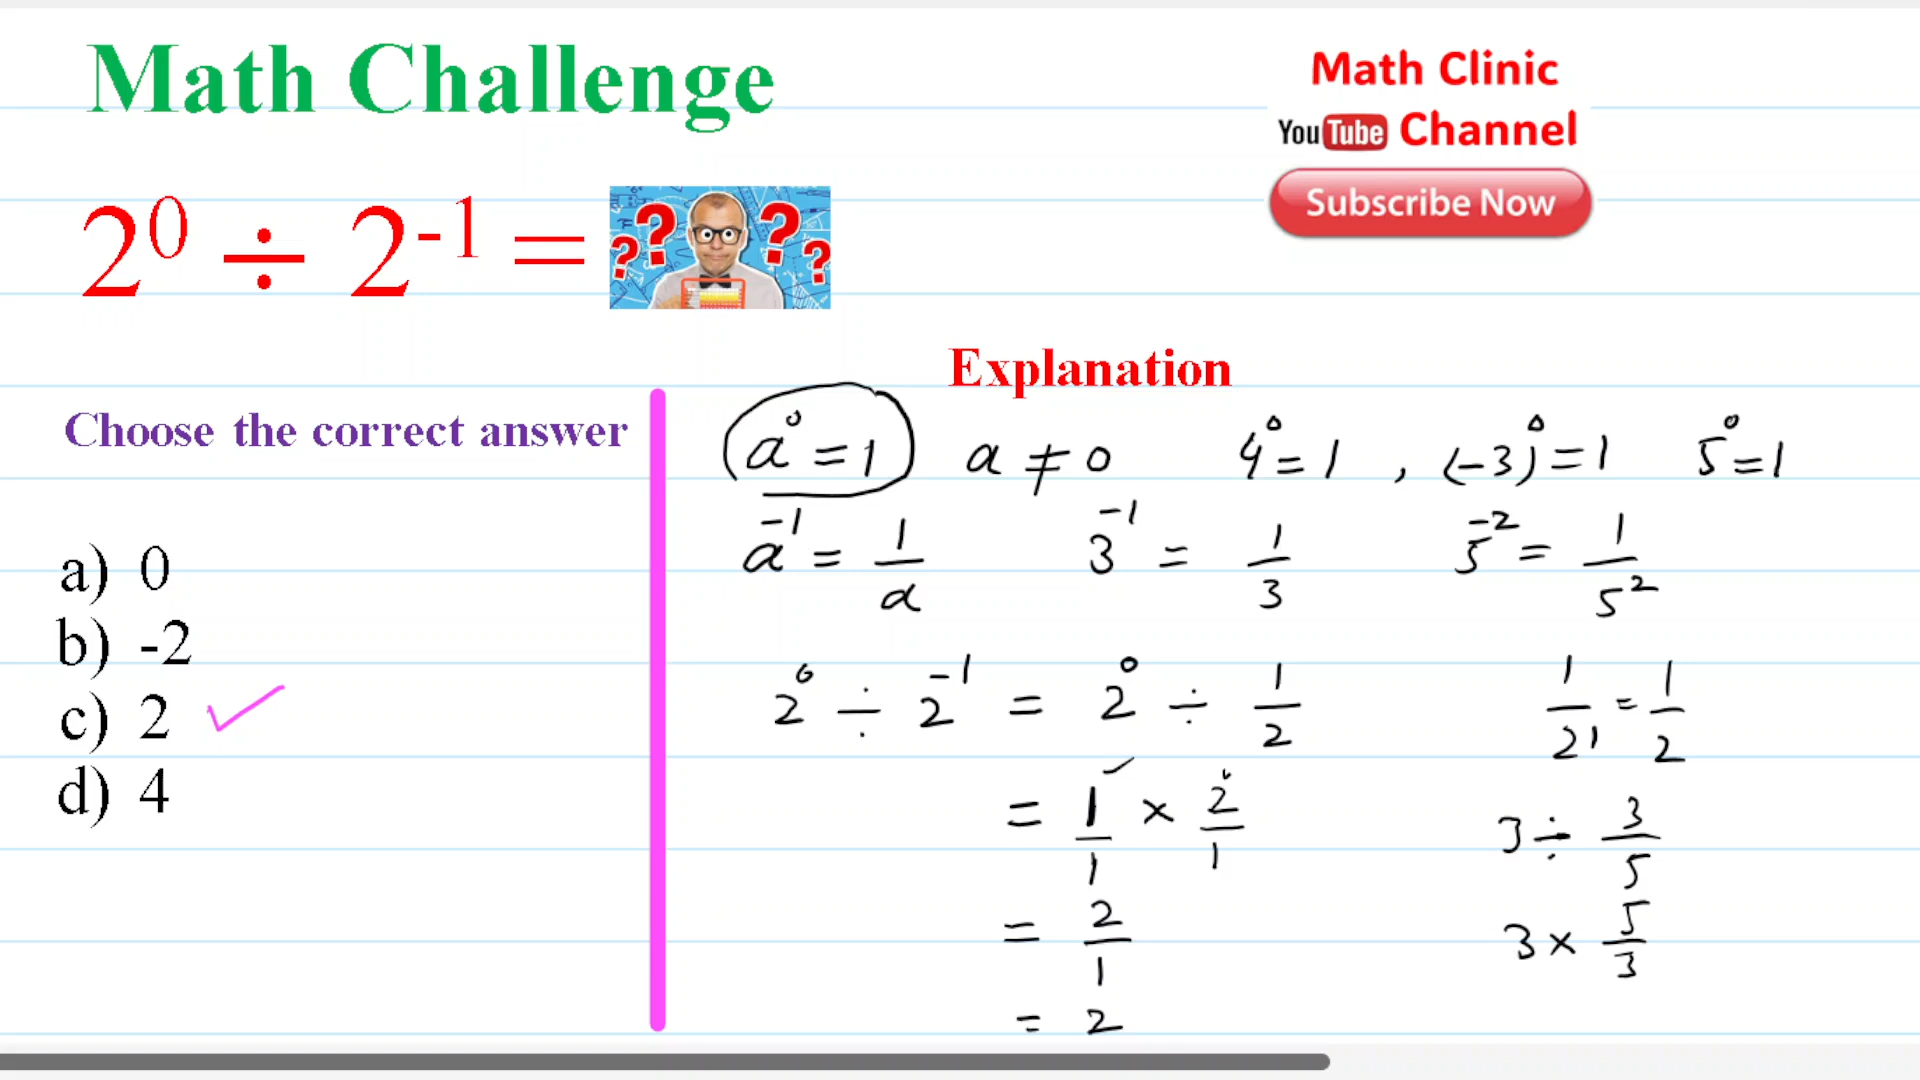 Math Challenge
Math Clinic
YouTube Channel
Subscribe Now
2⁰ ÷ 2⁻¹ =
? ? ? ?
Explanation
Choose the correct answer
a) 0
b) -2
c) 2 ✓
d) 4
a⁰ = 1 a ≠ 0 4⁰ = 1 , (-3)⁰ = 1 5⁰ = 1
a⁻¹ = 1/a 3⁻¹ = 1/3 5⁻² = 1/5²
2⁰ ÷ 2⁻¹ = 2⁰ ÷ 1/2 1/2¹ = 1/2
= 1/1 × 2/1 3 ÷ 3/5
= 2/1 3 × 5/3
= 2